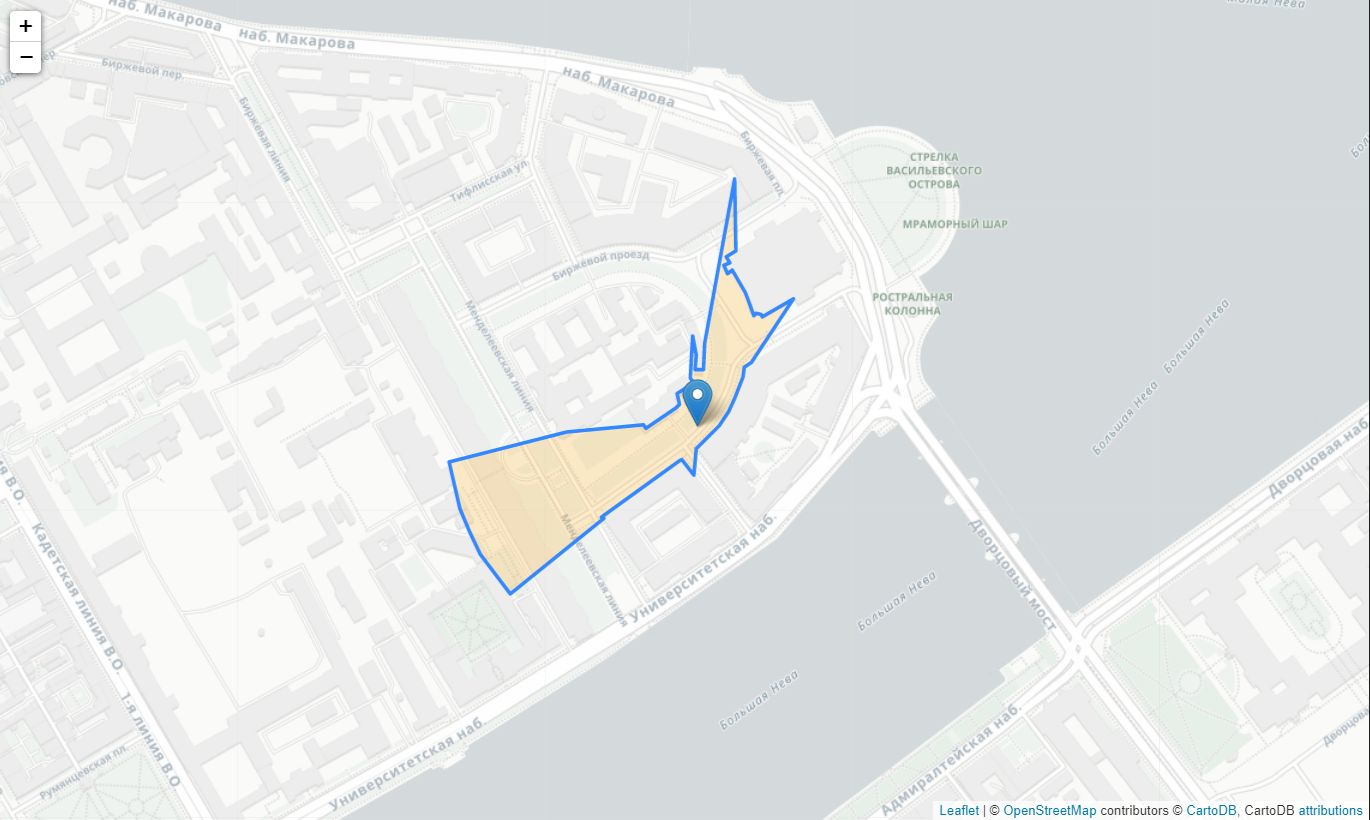 +
−
наб. Макарова
наб. Макарова
Малая Нева
Биржевой пер.
наб. Макарова
Биржевая линия
Биржевая пл.
СТРЕЛКА
ВАСИЛЬЕВСКОГО
ОСТРОВА
Тифлисская ул.
МРАМОРНЫЙ ШАР
Биржевой проезд
РОСТРАЛЬНАЯ
КОЛОННА
Большая Нева
Менделеевская линия
Большая Нева
Дворцовая наб.
Кадетская линия В.О.
Менделеевская линия
Университетская наб.
Дворцовый мост
Большая Нева
Большая Нева
1-я линия В.О.
Университетская наб.
Румянцевская пл.
Адмиралтейская наб.
Leaflet | © OpenStreetMap contributors © CartoDB, CartoDB attributions